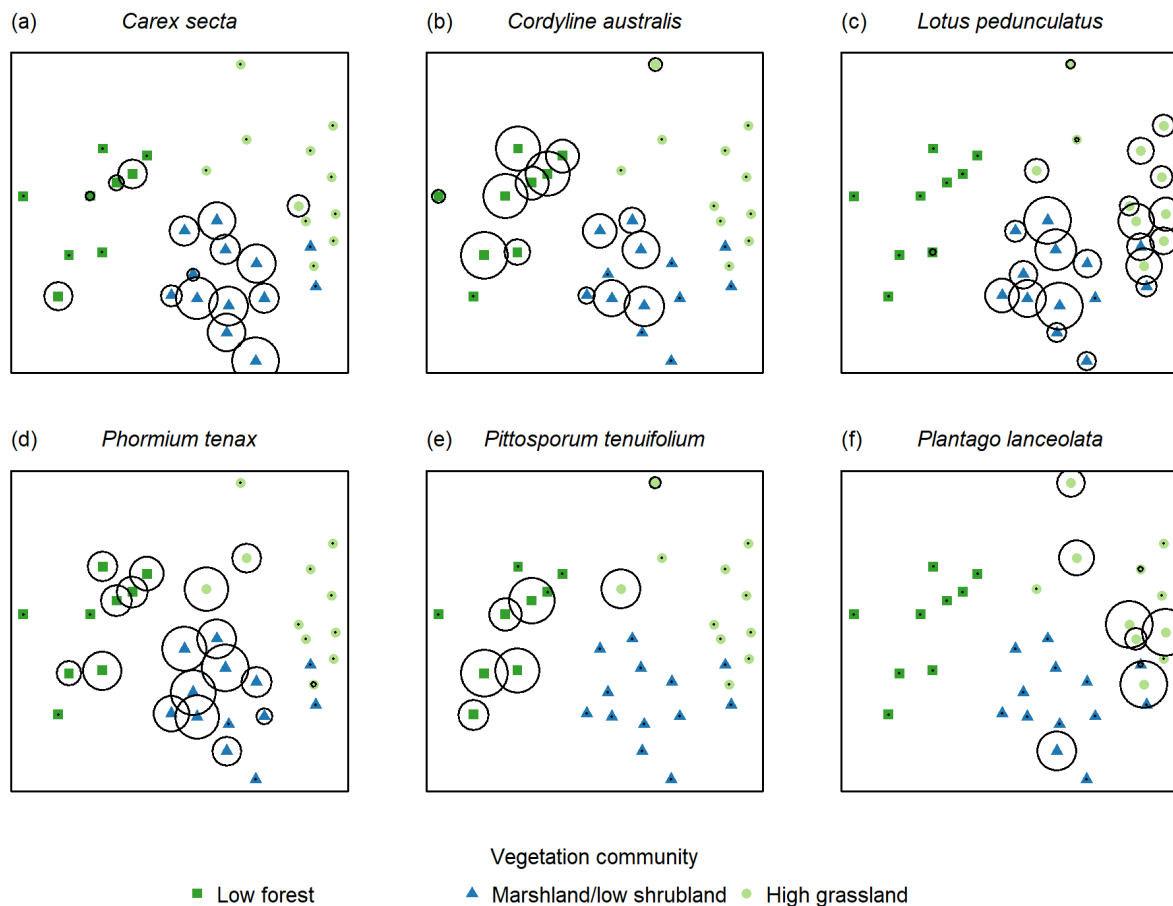 (a) Carex secta
(b) Cordyline australis
(c) Lotus pedunculatus
(d) Phormium tenax
(e) Pittosporum tenuifolium
(f) Plantago lanceolata
Vegetation community
Low forest Marshland/low shrubland High grassland